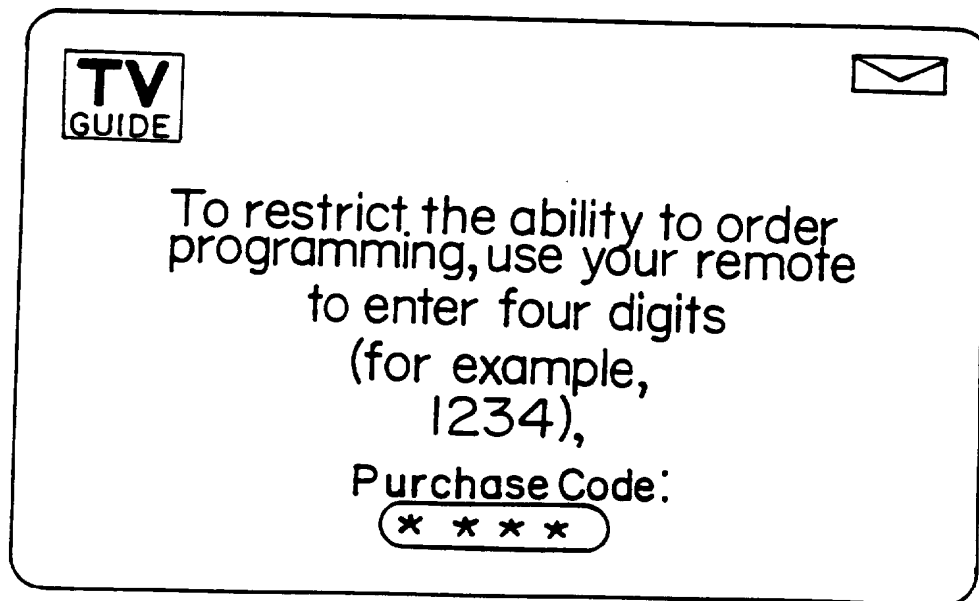 TV
GUIDE
To restrict the ability to order
programming, use your remote
to enter four digits
(for example,
1234),
Purchase Code:
* * * *